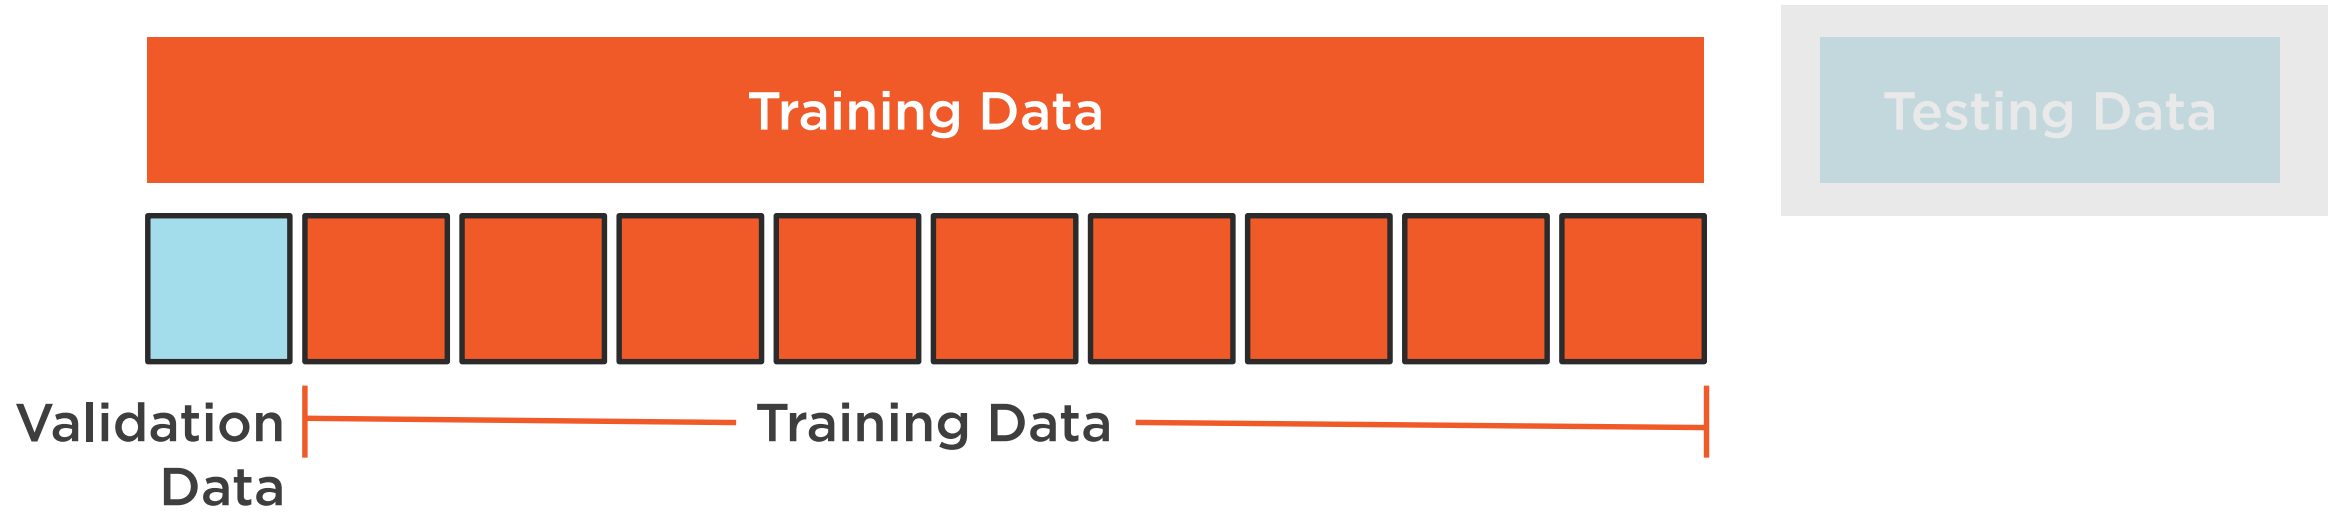 Training Data
Testing Data
Validation
Data
Training Data